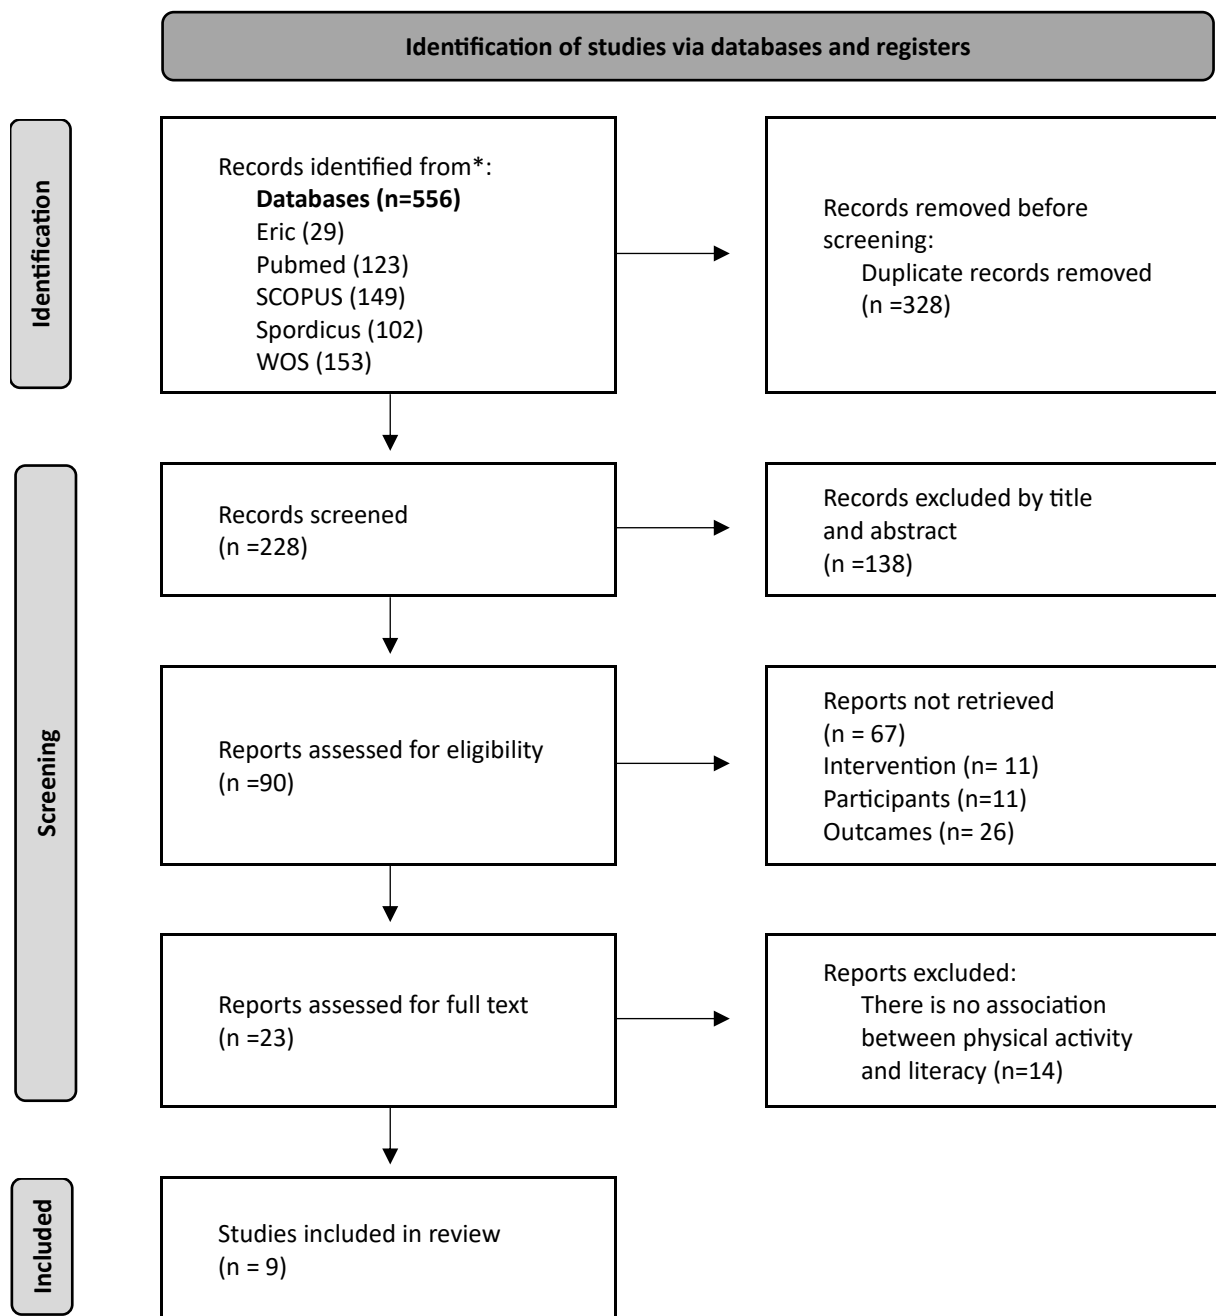 Identification of studies via databases and registers
Identification
Records identified from*:
Databases (n=556)
Eric (29)
Pubmed (123)
SCOPUS (149)
Spordicus (102)
WOS (153)
Records removed before
screening:
Duplicate records removed
(n =328)
Screening
Records screened
(n =228)
Records excluded by title
and abstract
(n =138)
Reports assessed for eligibility
(n =90)
Reports not retrieved
(n = 67)
Intervention (n= 11)
Participants (n=11)
Outcames (n= 26)
Reports assessed for full text
(n =23)
Reports excluded:
There is no association
between physical activity
and literacy (n=14)
Included
Studies included in review
(n = 9)